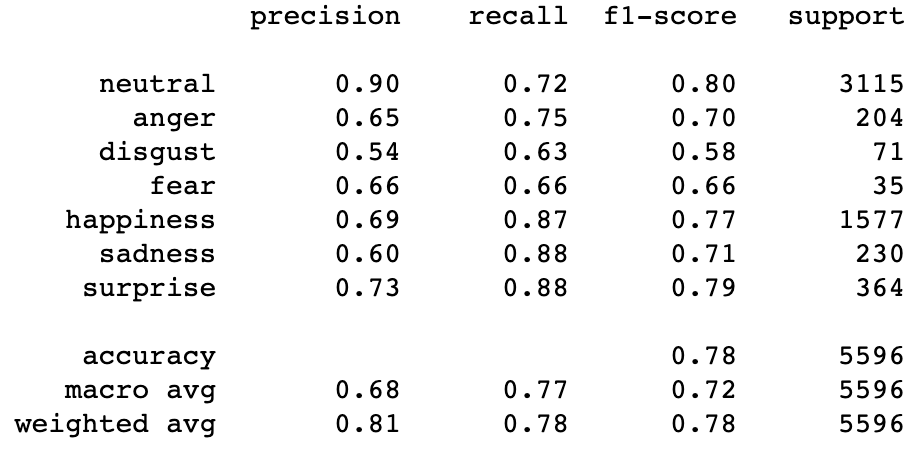 precision recall f1-score support
neutral 0.90 0.72 0.80 3115
anger 0.65 0.75 0.70 204
disgust 0.54 0.63 0.58 71
fear 0.66 0.66 0.66 35
happiness 0.69 0.87 0.77 1577
sadness 0.60 0.88 0.71 230
surprise 0.73 0.88 0.79 364
accuracy 0.78 5596
macro avg 0.68 0.77 0.72 5596
weighted avg 0.81 0.78 0.78 5596